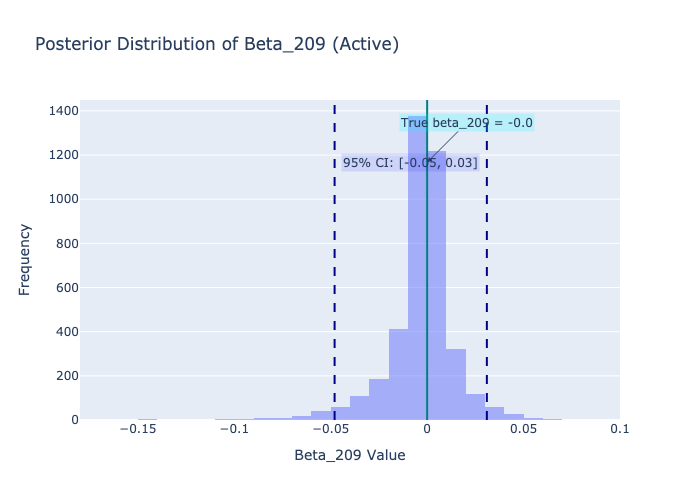 Posterior Distribution of Beta_209 (Active)
1400
1200
1000
800
600
400
200
0
Frequency
True beta_209 = -0.0
95% CI: [-0.05, 0.03]
−0.15
−0.1
−0.05
0
0.05
0.1
Beta_209 Value